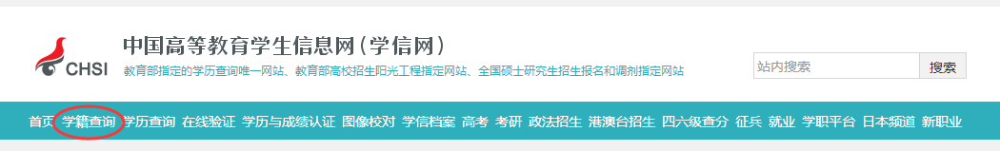 中国高等教育学生信息网(学信网)
CHSI
教育部指定的学历查询唯一网站、教育部高校招生阳光工程指定网站、全国硕士研究生招生报名和调剂指定网站
站内搜索 搜索
首页 学籍查询 学历查询 在线验证 学历与成绩认证 图像校对 学信档案 高考 考研 政法招生 港澳台招生 四六级查分 征兵 就业 学职平台 日本频道 新职业